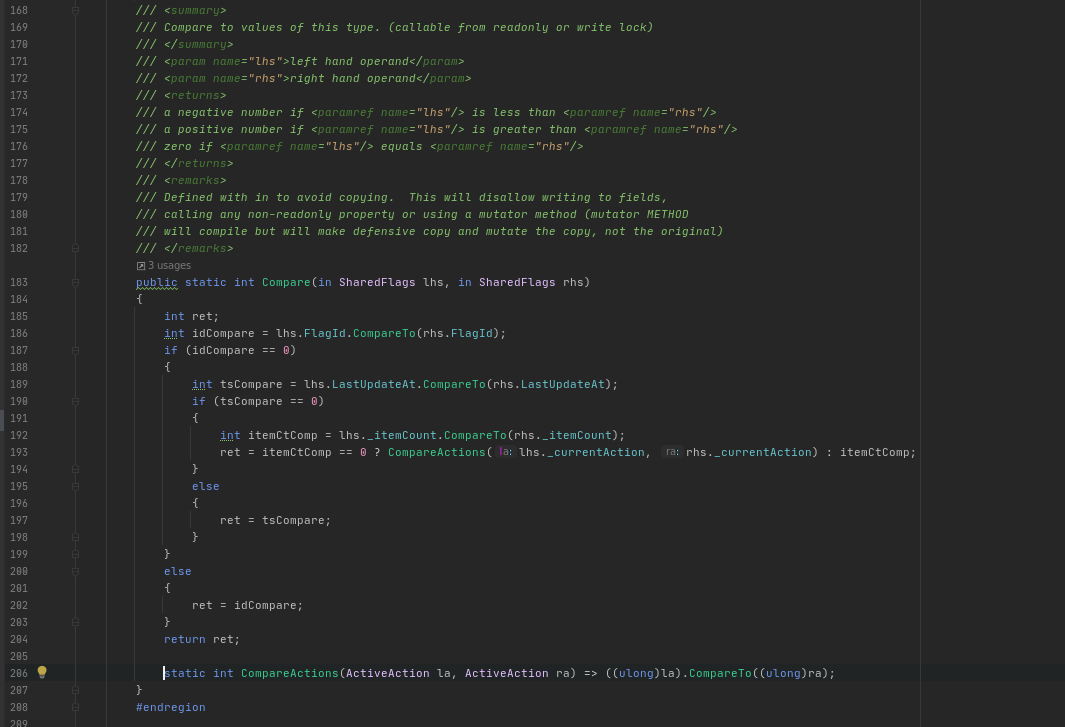 168 /// <summary>
169 /// Compare to values of this type. (callable from readonly or write lock)
170 /// </summary>
171 /// <param name="lhs">left hand operand</param>
172 /// <param name="rhs">right hand operand</param>
173 /// <returns>
174 /// a negative number if <paramref name="lhs"/> is less than <paramref name="rhs"/>
175 /// a positive number if <paramref name="lhs"/> is greater than <paramref name="rhs"/>
176 /// zero if <paramref name="lhs"/> equals <paramref name="rhs"/>
177 /// </returns>
178 /// <remarks>
179 /// Defined with in to avoid copying.  This will disallow writing to fields,
180 /// calling any non-readonly property or using a mutator method (mutator METHOD
181 /// will compile but will make defensive copy and mutate the copy, not the original)
182 /// </remarks>
3 usages
183 public static int Compare(in SharedFlags lhs, in SharedFlags rhs)
184 {
185 int ret;
186 int idCompare = lhs.FlagId.CompareTo(rhs.FlagId);
187 if (idCompare == 0)
188 {
189 int tsCompare = lhs.LastUpdateAt.CompareTo(rhs.LastUpdateAt);
190 if (tsCompare == 0)
191 {
192 int itemCtComp = lhs._itemCount.CompareTo(rhs._itemCount);
193 ret = itemCtComp == 0 ? CompareActions( la: lhs._currentAction, ra: rhs._currentAction) : itemCtComp;
194 }
195 else
196 {
197 ret = tsCompare;
198 }
199 }
200 else
201 {
202 ret = idCompare;
203 }
204 return ret;
205
206 static int CompareActions(ActiveAction la, ActiveAction ra) => ((ulong)la).CompareTo((ulong)ra);
207 }
208 #endregion
209